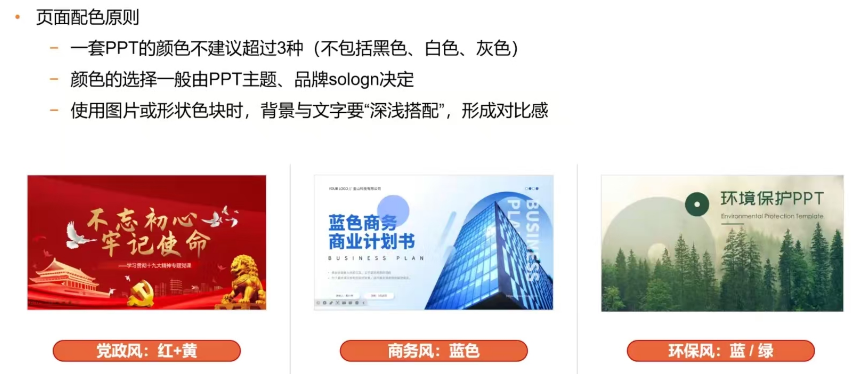 页面配色原则
一套PPT的颜色不建议超过3种（不包括黑色、白色、灰色）
颜色的选择一般由PPT主题、品牌sologn决定
使用图片或形状色块时，背景与文字要“深浅搭配”，形成对比感
不忘初心
牢记使命
——学习贯彻十九大精神专题党课
蓝色商务
商业计划书
BUSINESS PLAN
BUSINESS
PLAN
环境保护PPT
Environmental Protection Template
党政风：红+黄
商务风：蓝色
环保风：蓝 / 绿